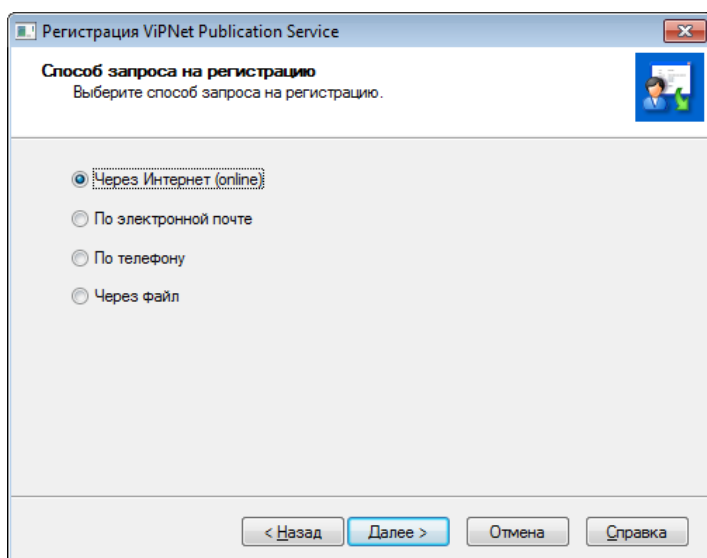 Регистрация ViPNet Publication Service
Способ запроса на регистрацию
Выберите способ запроса на регистрацию.
Через Интернет (online)
По электронной почте
По телефону
Через файл
< Назад Далее > Отмена Справка